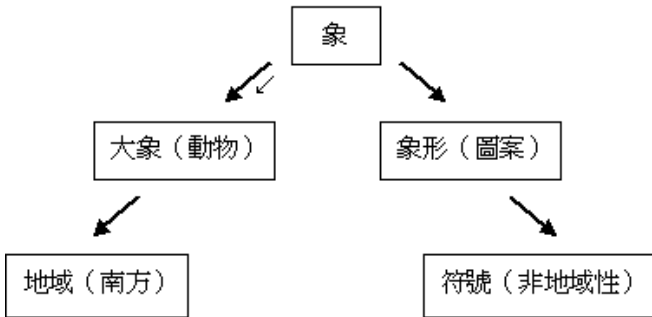 象
大象（動物）
象形（圖案）
地域（南方）
符號（非地域性）